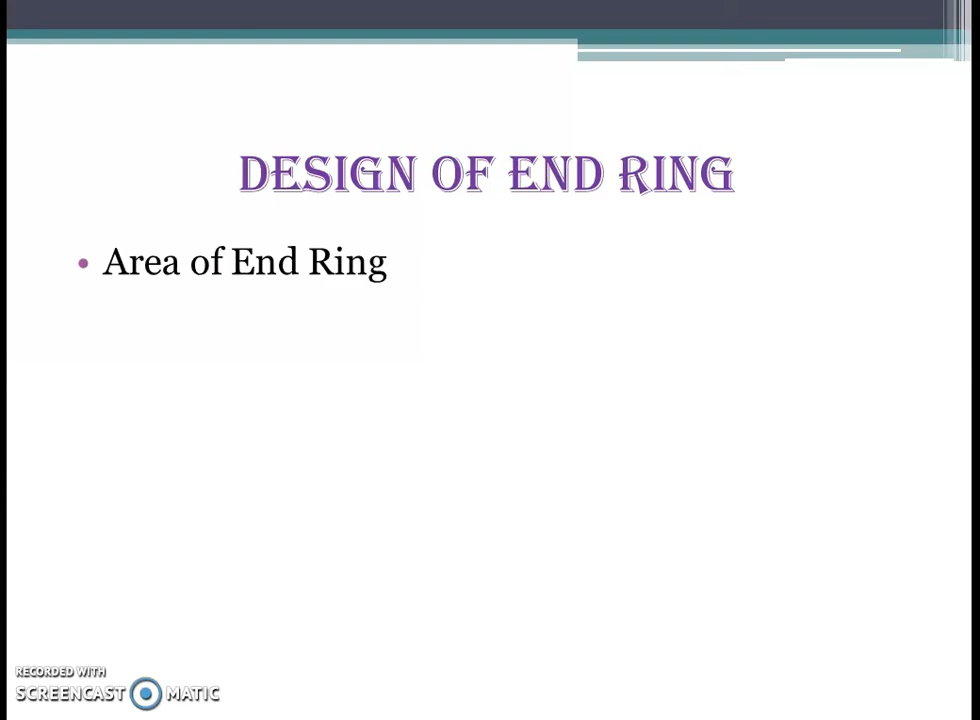 DESIGN OF END RING
• Area of End Ring
RECORDED WITH
SCREENCAST MATIC